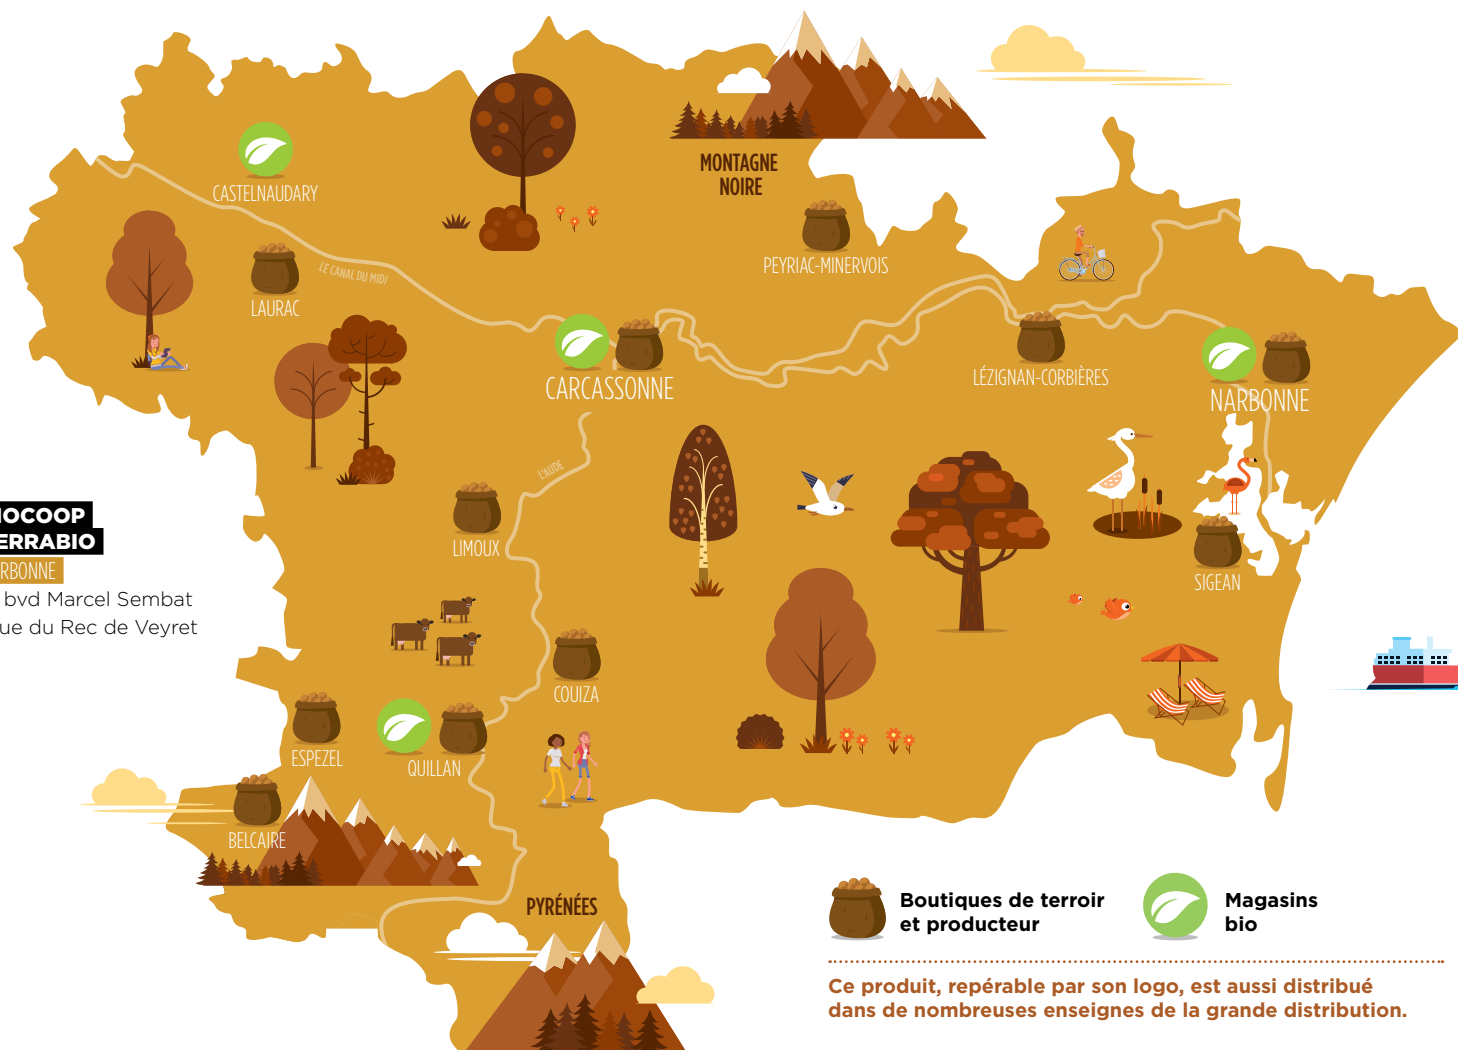 MONTAGNE
NOIRE
CASTELNAUDARY
PEYRIAC-MINERVOIS
LE CANAL DU MIDI
LAURAC
LÉZIGNAN-CORBIÈRES
CARCASSONNE
NARBONNE
L'AUDE
IOCOOP
ERRABIO
RBONNE
bvd Marcel Sembat
ue du Rec de Veyret
LIMOUX
SIGEAN
COUIZA
ESPEZEL
QUILLAN
BELCAIRE
PYRÉNÉES
Boutiques de terroir
et producteur
Magasins
bio
Ce produit, repérable par son logo, est aussi distribué
dans de nombreuses enseignes de la grande distribution.